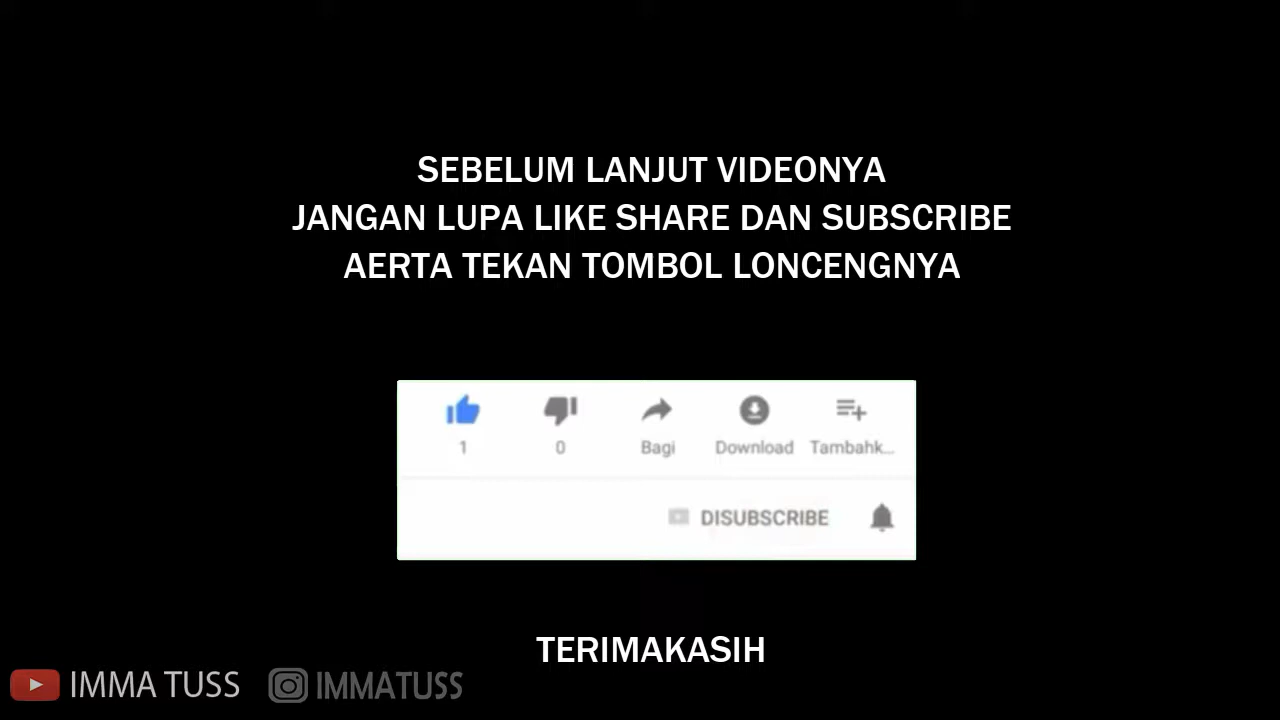 SEBELUM LANJUT VIDEONYA
JANGAN LUPA LIKE SHARE DAN SUBSCRIBE
AERTA TEKAN TOMBOL LONCENGNYA
1 0 Bagi Download Tambahk...
DISUBSCRIBE
TERIMAKASIH
IMMA TUSS IMMATUSS